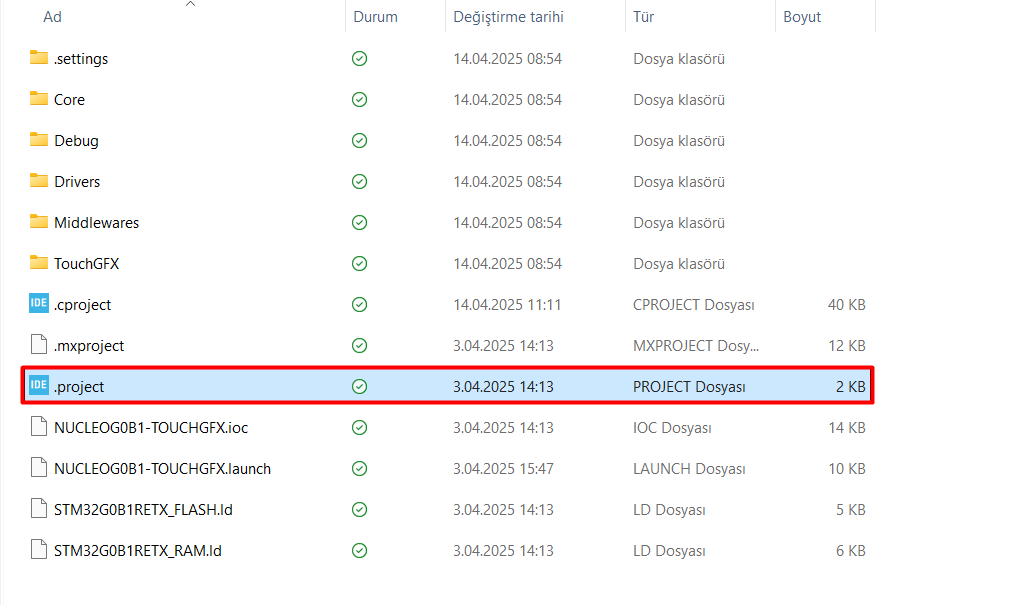 Ad Durum Değiştirme tarihi Tür Boyut
.settings 14.04.2025 08:54 Dosya klasörü
Core 14.04.2025 08:54 Dosya klasörü
Debug 14.04.2025 08:54 Dosya klasörü
Drivers 14.04.2025 08:54 Dosya klasörü
Middlewares 14.04.2025 08:54 Dosya klasörü
TouchGFX 14.04.2025 08:54 Dosya klasörü
IDE .cproject 14.04.2025 11:11 CPROJECT Dosyası 40 KB
.mxproject 3.04.2025 14:13 MXPROJECT Dosy... 12 KB
IDE .project 3.04.2025 14:13 PROJECT Dosyası 2 KB
NUCLEOG0B1-TOUCHGFX.ioc 3.04.2025 14:13 IOC Dosyası 14 KB
NUCLEOG0B1-TOUCHGFX.launch 3.04.2025 15:47 LAUNCH Dosyası 10 KB
STM32G0B1RETX_FLASH.ld 3.04.2025 14:13 LD Dosyası 5 KB
STM32G0B1RETX_RAM.ld 3.04.2025 14:13 LD Dosyası 6 KB